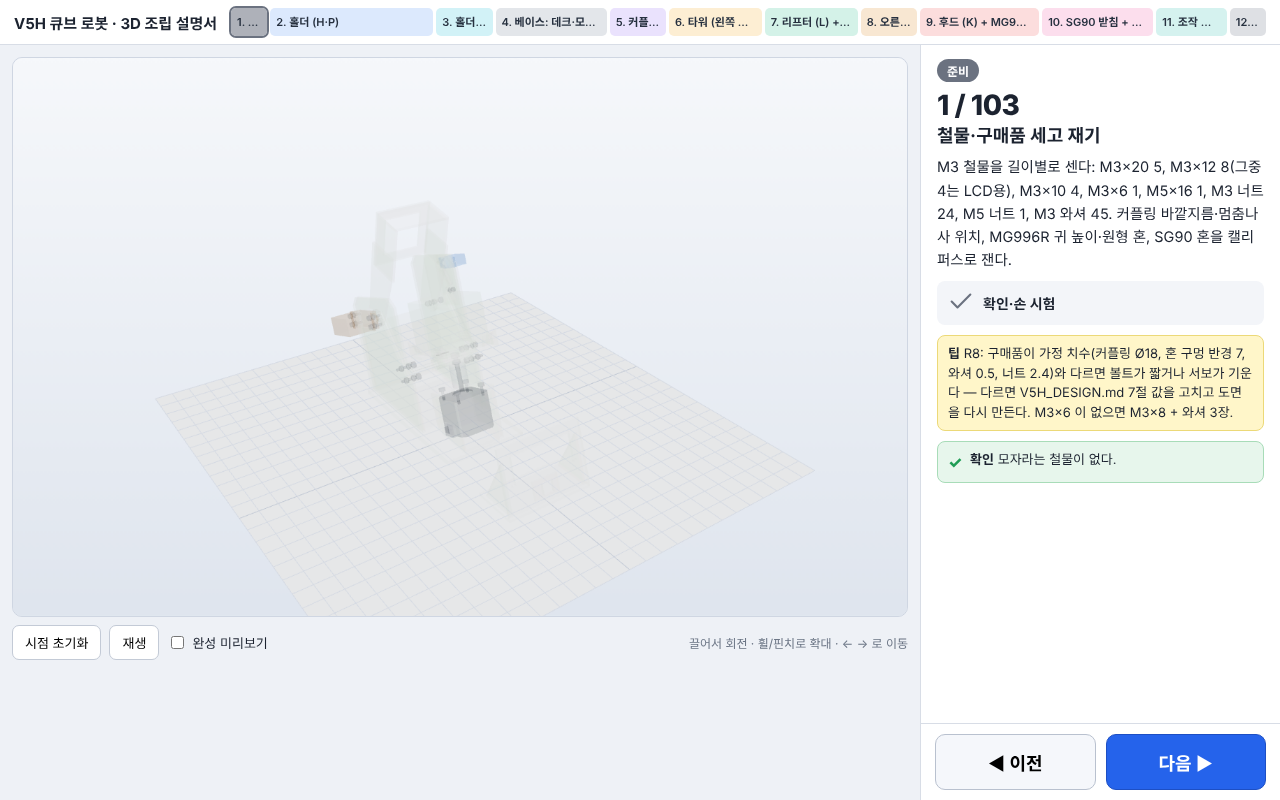 V5H 큐브 로봇 · 3D 조립 설명서
1. ...
2. 홀더 (H·P)
3. 홀더...
4. 베이스: 데크·모...
5. 커플...
6. 타워 (왼쪽 ...
7. 리프터 (L) +...
8. 오른...
9. 후드 (K) + MG9...
10. SG90 받침 + ...
11. 조작 ...
12...
준비
1 / 103
철물·구매품 세고 재기
M3 철물을 길이별로 센다: M3×20 5, M3×12 8(그중
4는 LCD용), M3×10 4, M3×6 1, M5×16 1, M3 너트
24, M5 너트 1, M3 와셔 45. 커플링 바깥지름·멈춤나
사 위치, MG996R 귀 높이·원형 혼, SG90 혼을 캘리
퍼스로 잰다.
확인·손 시험
팁 R8: 구매품이 가정 치수(커플링 Ø18, 혼 구멍 반경 7,
와셔 0.5, 너트 2.4)와 다르면 볼트가 짧거나 서보가 기운
다 — 다르면 V5H_DESIGN.md 7절 값을 고치고 도면
을 다시 만든다. M3×6 이 없으면 M3×8 + 와셔 3장.
확인 모자라는 철물이 없다.
시점 초기화
재생
완성 미리보기
끌어서 회전 · 휠/핀치로 확대 · ← → 로 이동
◀ 이전
다음 ▶